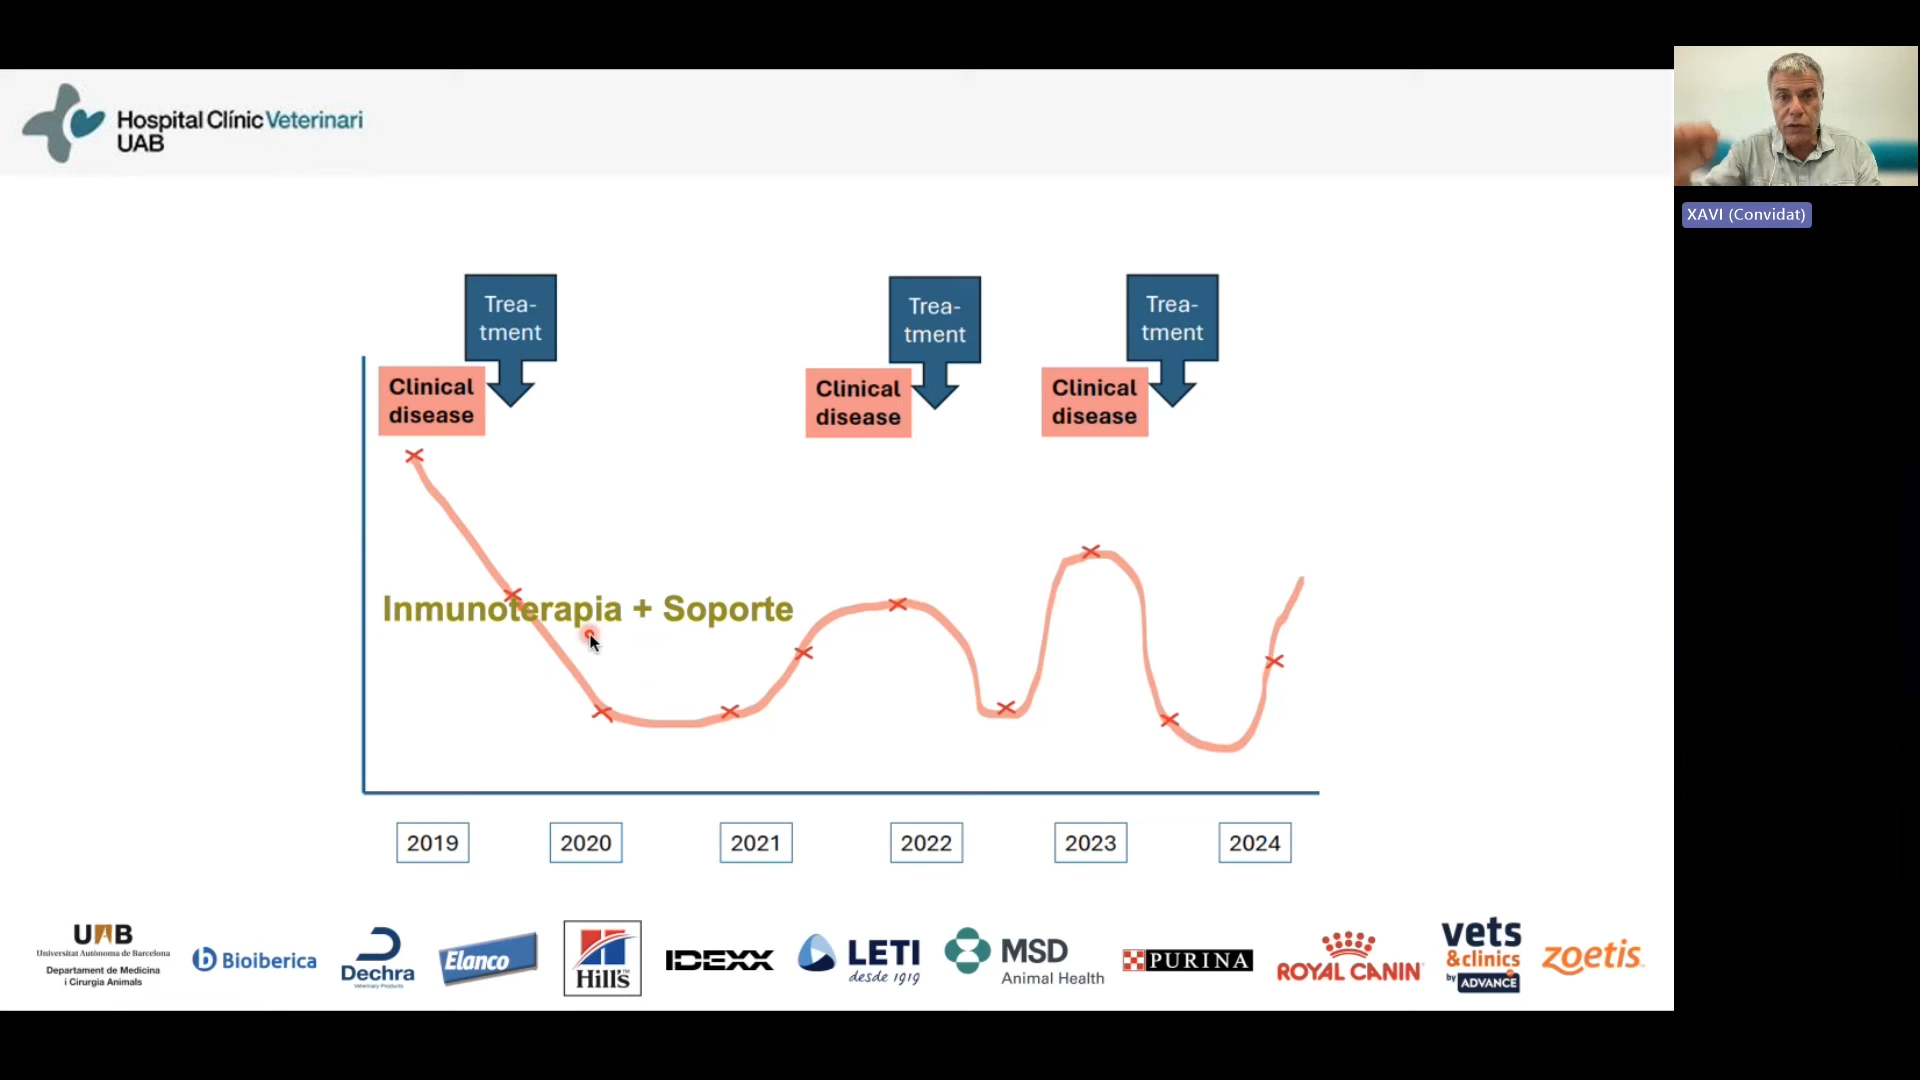 Hospital Clínic Veterinari
UAB
XAVI (Convidat)
Trea-
tment
Trea-
tment
Trea-
tment
Clinical
disease
Clinical
disease
Clinical
disease
Inmunoterapia + Soporte
2019
2020
2021
2022
2023
2024
UAB
Universitat Autònoma de Barcelona
Departament de Medicina
i Cirurgia Animals
Bioiberica
Dechra
Veterinary Products
Elanco
Hill's
IDEXX
LETI
desde 1919
MSD
Animal Health
PURINA
ROYAL CANIN
vets
&clinics
by ADVANCE
zoetis